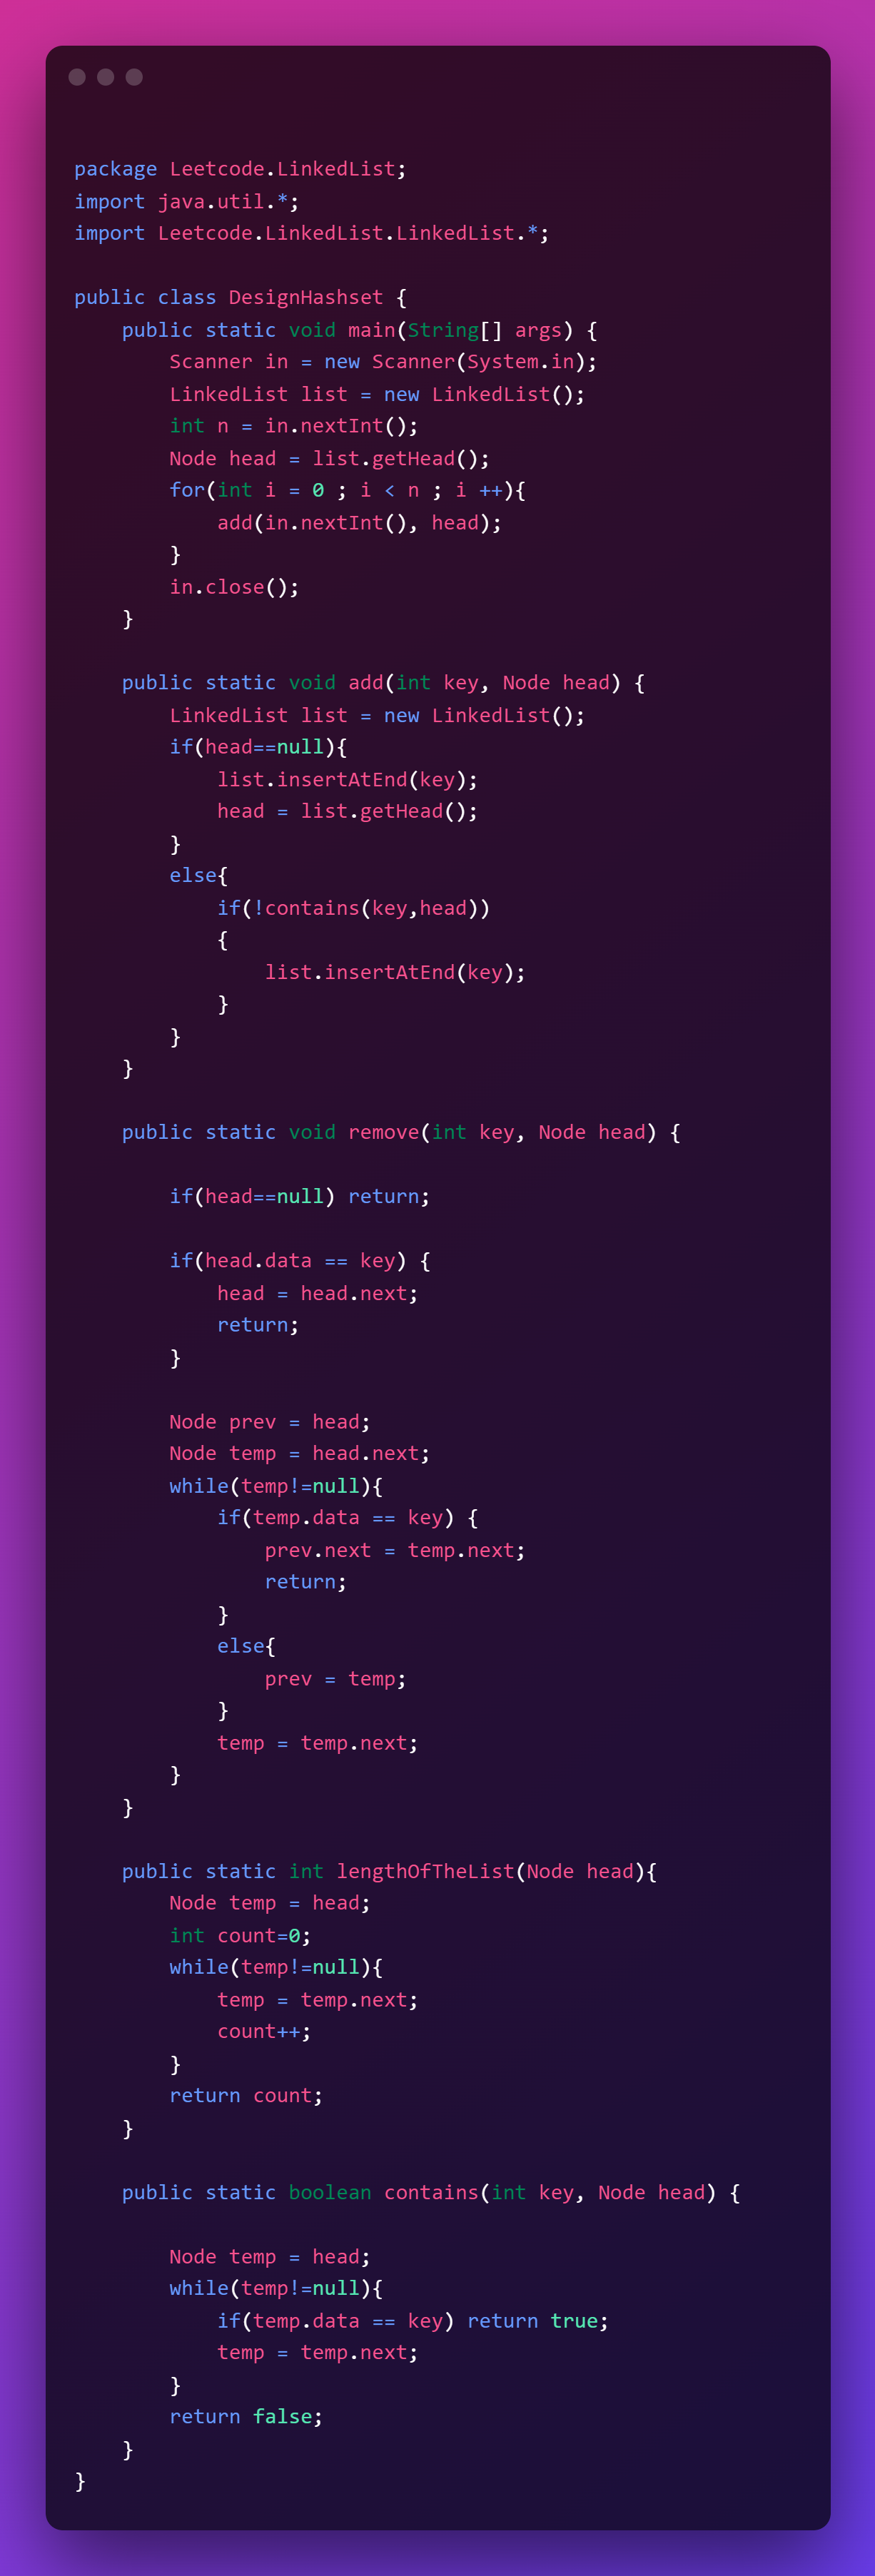 package Leetcode.LinkedList;
import java.util.*;
import Leetcode.LinkedList.LinkedList.*;

public class DesignHashset {
    public static void main(String[] args) {
        Scanner in = new Scanner(System.in);
        LinkedList list = new LinkedList();
        int n = in.nextInt();
        Node head = list.getHead();
        for(int i = 0 ; i < n ; i ++){
            add(in.nextInt(), head);
        }
        in.close();
    }

    public static void add(int key, Node head) {
        LinkedList list = new LinkedList();
        if(head==null){
            list.insertAtEnd(key);
            head = list.getHead();
        }
        else{
            if(!contains(key,head))
            {
                list.insertAtEnd(key);
            }
        }
    }

    public static void remove(int key, Node head) {

        if(head==null) return;

        if(head.data == key) {
            head = head.next;
            return;
        }

        Node prev = head;
        Node temp = head.next;
        while(temp!=null){
            if(temp.data == key) {
                prev.next = temp.next;
                return;
            }
            else{
                prev = temp;
            }
            temp = temp.next;
        }
    }

    public static int lengthOfTheList(Node head){
        Node temp = head;
        int count=0;
        while(temp!=null){
            temp = temp.next;
            count++;
        }
        return count;
    }

    public static boolean contains(int key, Node head) {

        Node temp = head;
        while(temp!=null){
            if(temp.data == key) return true;
            temp = temp.next;
        }
        return false;
    }
}